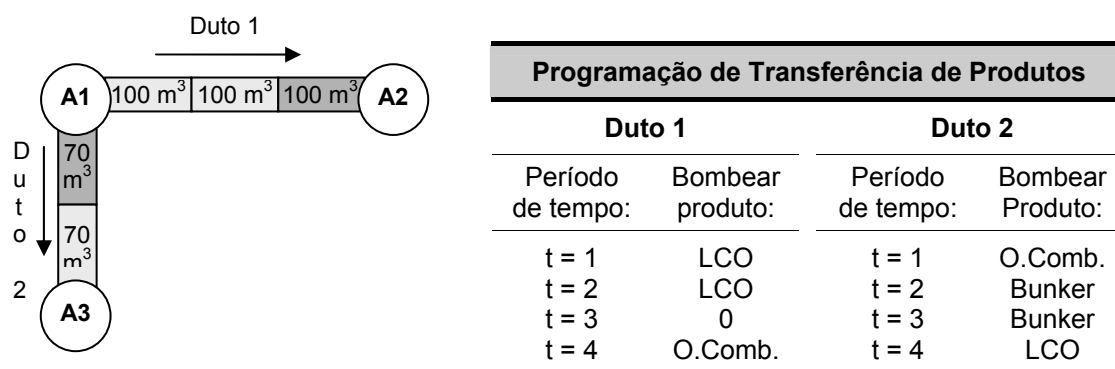 Duto 1
A1
100 m³
100 m³
100 m³
A2
Duto 2
70 m³
70 m³
A3
Programação de Transferência de Produtos
Duto 1 Duto 2
Período de tempo: Bombear produto: Período de tempo: Bombear Produto:
t = 1 LCO t = 1 O.Comb.
t = 2 LCO t = 2 Bunker
t = 3 0 t = 3 Bunker
t = 4 O.Comb. t = 4 LCO